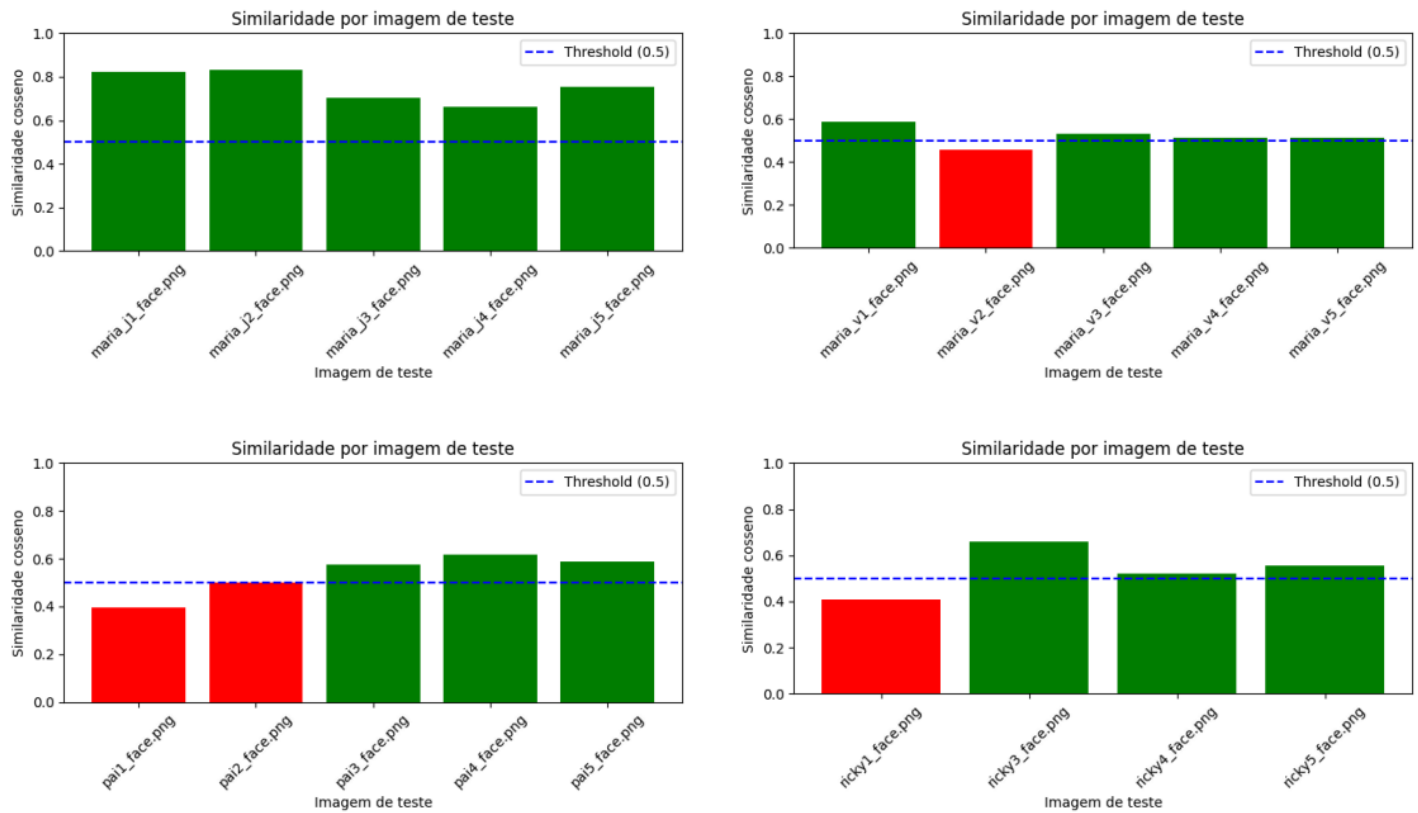 Similaridade por imagem de teste
Threshold (0.5)
Similaridade cosseno
1.0
0.8
0.6
0.4
0.2
0.0
maria_j1_face.png
maria_j2_face.png
maria_j3_face.png
maria_j4_face.png
maria_j5_face.png
Imagem de teste
Similaridade por imagem de teste
Threshold (0.5)
Similaridade cosseno
1.0
0.8
0.6
0.4
0.2
0.0
maria_v1_face.png
maria_v2_face.png
maria_v3_face.png
maria_v4_face.png
maria_v5_face.png
Imagem de teste
Similaridade por imagem de teste
Threshold (0.5)
Similaridade cosseno
1.0
0.8
0.6
0.4
0.2
0.0
pai1_face.png
pai2_face.png
pai3_face.png
pai4_face.png
pai5_face.png
Imagem de teste
Similaridade por imagem de teste
Threshold (0.5)
Similaridade cosseno
1.0
0.8
0.6
0.4
0.2
0.0
ricky1_face.png
ricky3_face.png
ricky4_face.png
ricky5_face.png
Imagem de teste